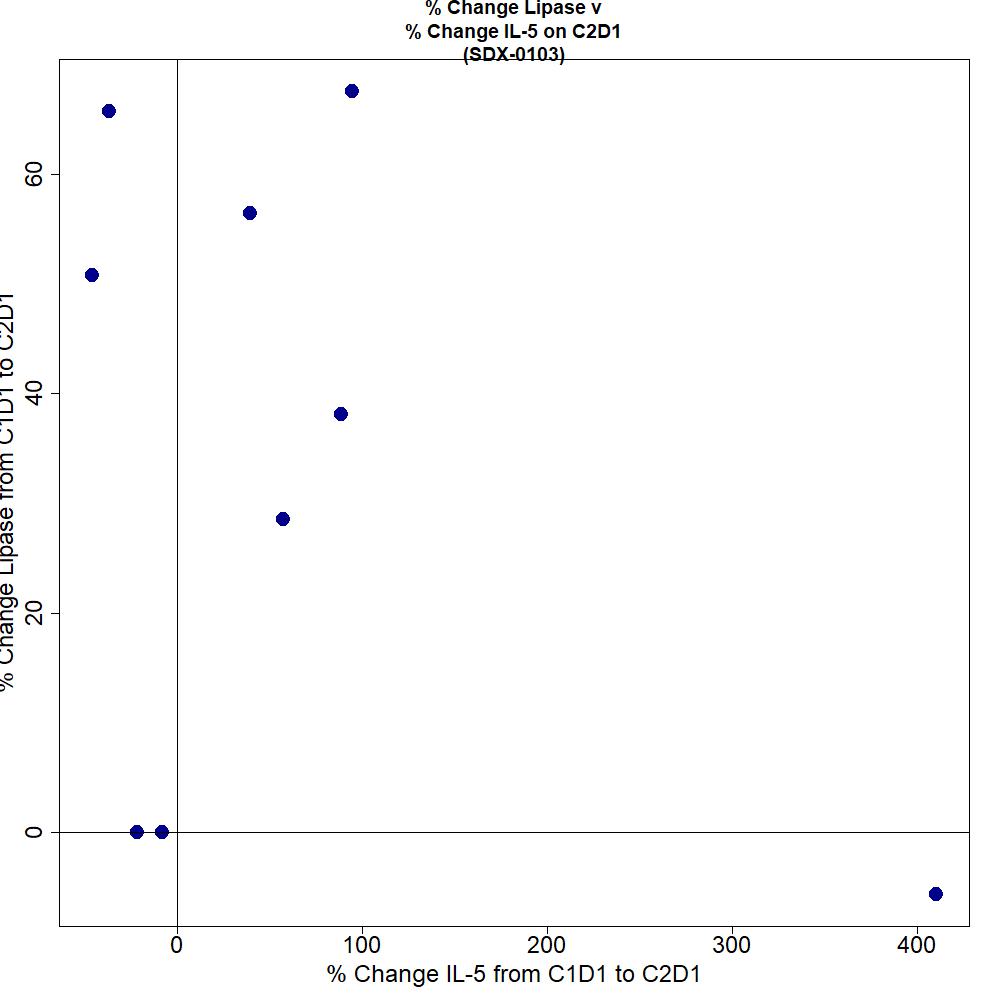 % Change Lipase v
% Change IL-5 on C2D1
(SDX-0103)
% Change Lipase from C1D1 to C2D1
60
40
20
0
0 100 200 300 400
% Change IL-5 from C1D1 to C2D1